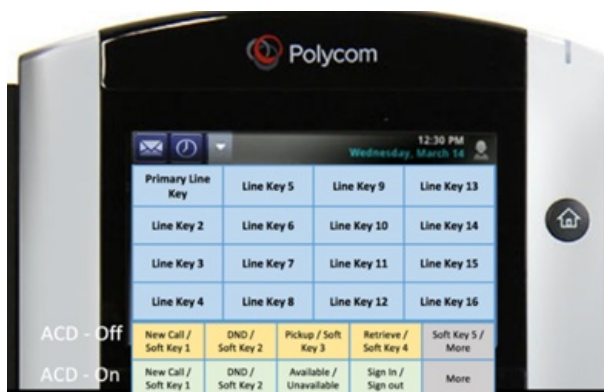 Polycom
12:30 PM
Wednesday, March 14
Primary Line Key
Line Key 5
Line Key 9
Line Key 13
Line Key 2
Line Key 6
Line Key 10
Line Key 14
Line Key 3
Line Key 7
Line Key 11
Line Key 15
Line Key 4
Line Key 8
Line Key 12
Line Key 16
ACD - Off
New Call /
Soft Key 1
DND /
Soft Key 2
Pickup / Soft
Key 3
Retrieve /
Soft Key 4
Soft Key 5 /
More
ACD - On
New Call /
Soft Key 1
DND /
Soft Key 2
Available /
Unavailable
Sign In /
Sign out
More